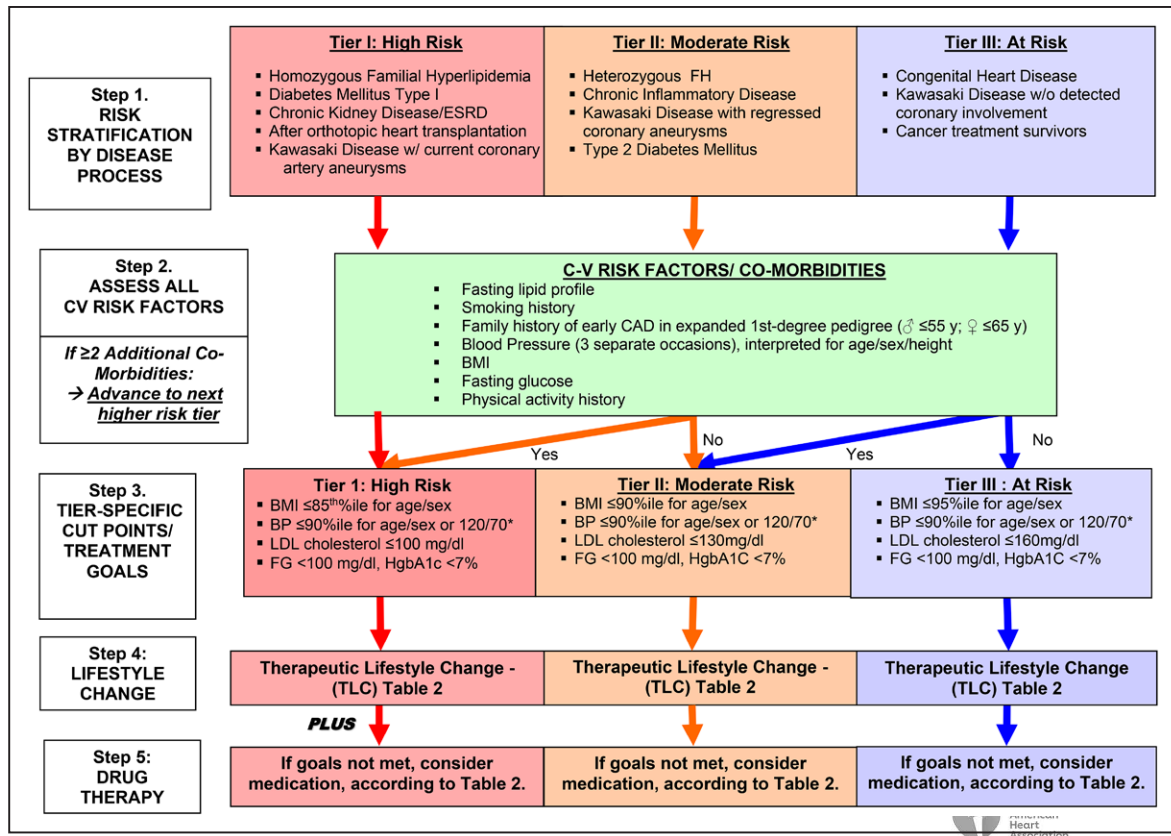 Step 1.
RISK
STRATIFICATION
BY DISEASE
PROCESS
Tier I: High Risk
▪ Homozygous Familial Hyperlipidemia
▪ Diabetes Mellitus Type I
▪ Chronic Kidney Disease/ESRD
▪ After orthotopic heart transplantation
▪ Kawasaki Disease w/ current coronary
artery aneurysms
Tier II: Moderate Risk
▪ Heterozygous FH
▪ Chronic Inflammatory Disease
▪ Kawasaki Disease with regressed
coronary aneurysms
▪ Type 2 Diabetes Mellitus
Tier III: At Risk
▪ Congenital Heart Disease
▪ Kawasaki Disease w/o detected
coronary involvement
▪ Cancer treatment survivors
Step 2.
ASSESS ALL
CV RISK FACTORS
If ≥2 Additional Co-
Morbidities:
→ Advance to next
higher risk tier
C-V RISK FACTORS/ CO-MORBIDITIES
▪ Fasting lipid profile
▪ Smoking history
▪ Family history of early CAD in expanded 1st-degree pedigree (♂ ≤55 y; ♀ ≤65 y)
▪ Blood Pressure (3 separate occasions), interpreted for age/sex/height
▪ BMI
▪ Fasting glucose
▪ Physical activity history
Yes
No
Yes
No
Step 3.
TIER-SPECIFIC
CUT POINTS/
TREATMENT
GOALS
Tier 1: High Risk
▪ BMI ≤85th%ile for age/sex
▪ BP ≤90%ile for age/sex or 120/70*
▪ LDL cholesterol ≤100 mg/dl
▪ FG <100 mg/dl, HgbA1c <7%
Tier II: Moderate Risk
▪ BMI ≤90%ile for age/sex
▪ BP ≤90%ile for age/sex or 120/70*
▪ LDL cholesterol ≤130mg/dl
▪ FG <100 mg/dl, HgbA1C <7%
Tier III : At Risk
▪ BMI ≤95%ile for age/sex
▪ BP ≤90%ile for age/sex or 120/70*
▪ LDL cholesterol ≤160mg/dl
▪ FG <100 mg/dl, HgbA1C <7%
Step 4:
LIFESTYLE
CHANGE
Therapeutic Lifestyle Change -
(TLC) Table 2
Therapeutic Lifestyle Change -
(TLC) Table 2
Therapeutic Lifestyle Change
(TLC) Table 2
PLUS
Step 5:
DRUG
THERAPY
If goals not met, consider
medication, according to Table 2.
If goals not met, consider
medication, according to Table 2.
If goals not met, consider
medication, according to Table 2.
American
Heart
Association